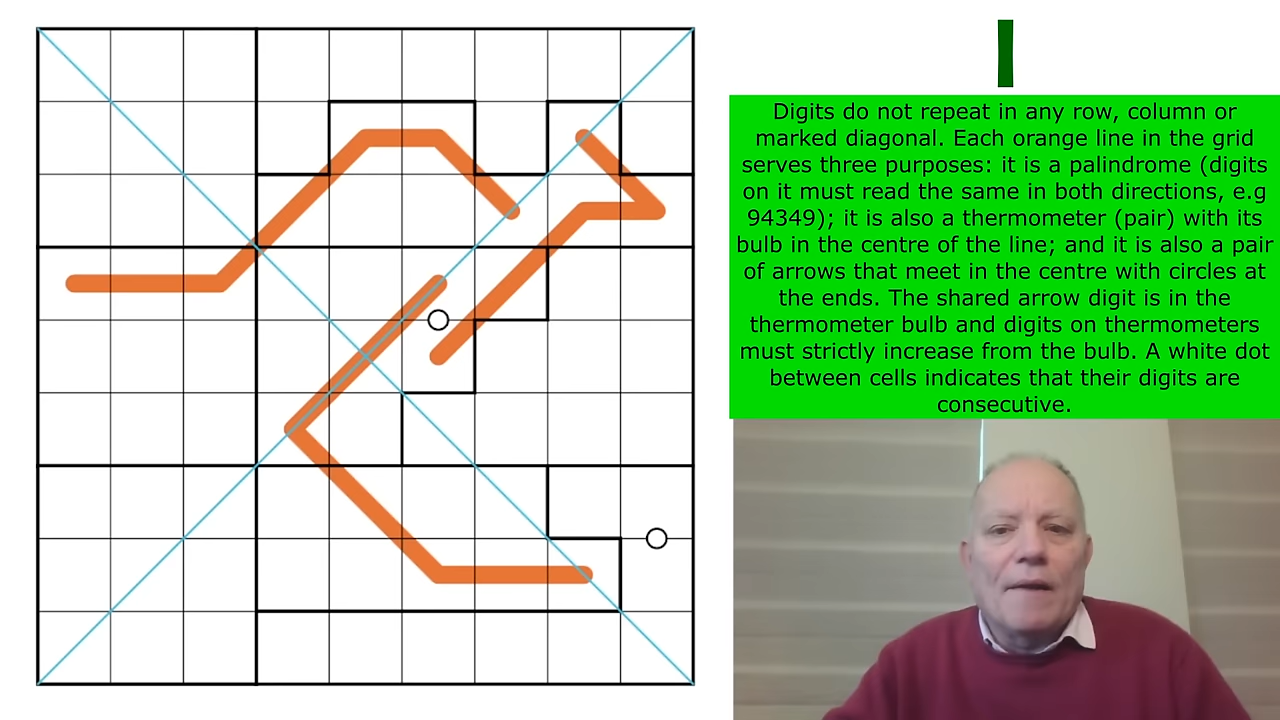 Digits do not repeat in any row, column or
marked diagonal. Each orange line in the grid
serves three purposes: it is a palindrome (digits
on it must read the same in both directions, e.g
94349); it is also a thermometer (pair) with its
bulb in the centre of the line; and it is also a pair
of arrows that meet in the centre with circles at
the ends. The shared arrow digit is in the
thermometer bulb and digits on thermometers
must strictly increase from the bulb. A white dot
between cells indicates that their digits are
consecutive.